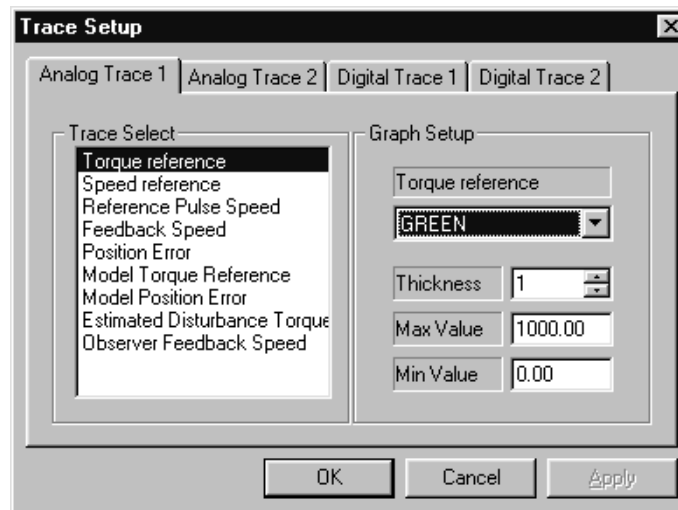 Trace Setup
Analog Trace 1
Analog Trace 2
Digital Trace 1
Digital Trace 2
Trace Select
Torque reference
Speed reference
Reference Pulse Speed
Feedback Speed
Position Error
Model Torque Reference
Model Position Error
Estimated Disturbance Torque
Observer Feedback Speed
Graph Setup
Torque reference
GREEN
Thickness 1
Max Value 1000.00
Min Value 0.00
OK Cancel Apply